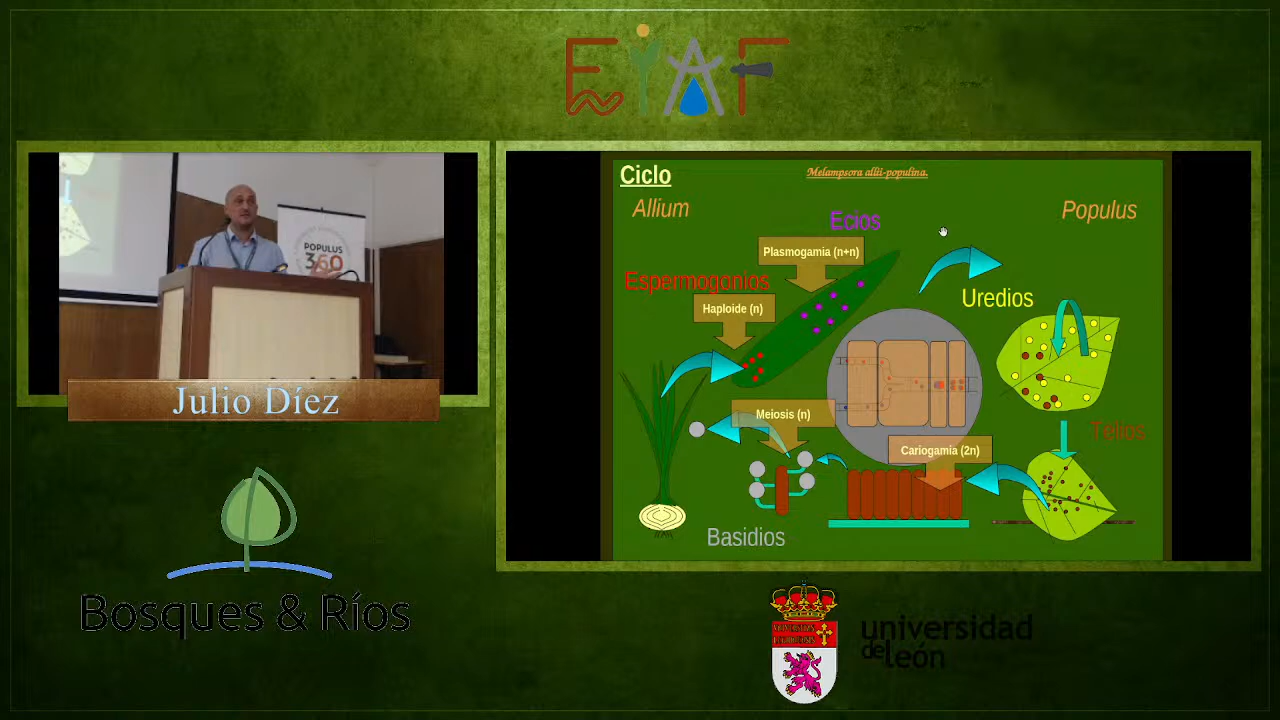 EIAF
POPULUS
360
Julio Díez
Bosques & Ríos
Ciclo
Melampsora allii-populina.
Allium
Populus
Ecios
Plasmogamia (n+n)
Espermogonios
Haploide (n)
Uredios
Meiosis (n)
Telios
Cariogamia (2n)
Basidios
universidad
de león